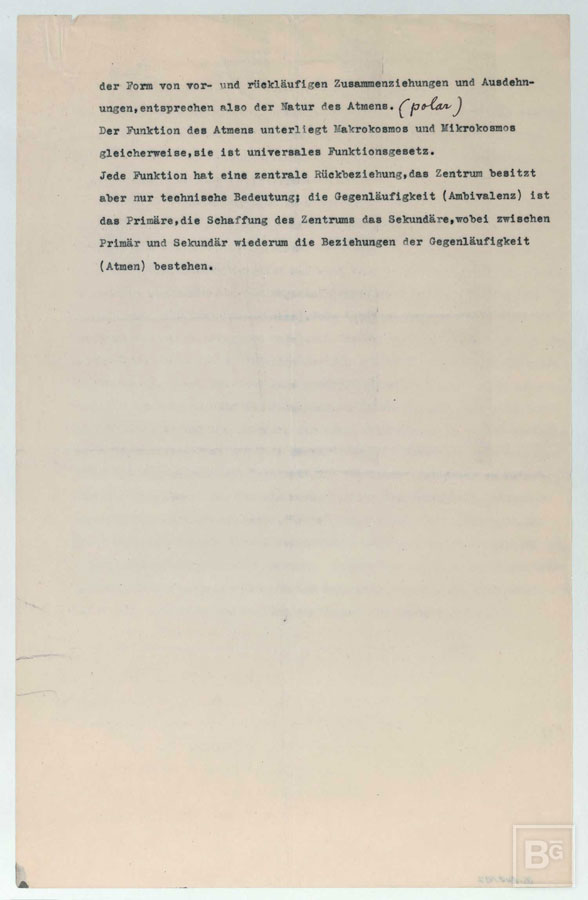 der Form von vor- und rückläufigen Zusammenziehungen und Ausdehn-
ungen,entsprechen also der Natur des Atmens. (polar)
Der Funktion des Atmens unterliegt Makrokosmos und Mikrokosmos
gleicherweise,sie ist universales Funktionsgesetz.
Jede Funktion hat eine zentrale Rückbeziehung,das Zentrum besitzt
aber nur technische Bedeutung; die Gegenläufigkeit (Ambivalenz) ist
das Primäre,die Schaffung des Zentrums das Sekundäre,wobei zwischen
Primär und Sekundär wiederum die Beziehungen der Gegenläufigkeit
(Atmen) bestehen.
BG